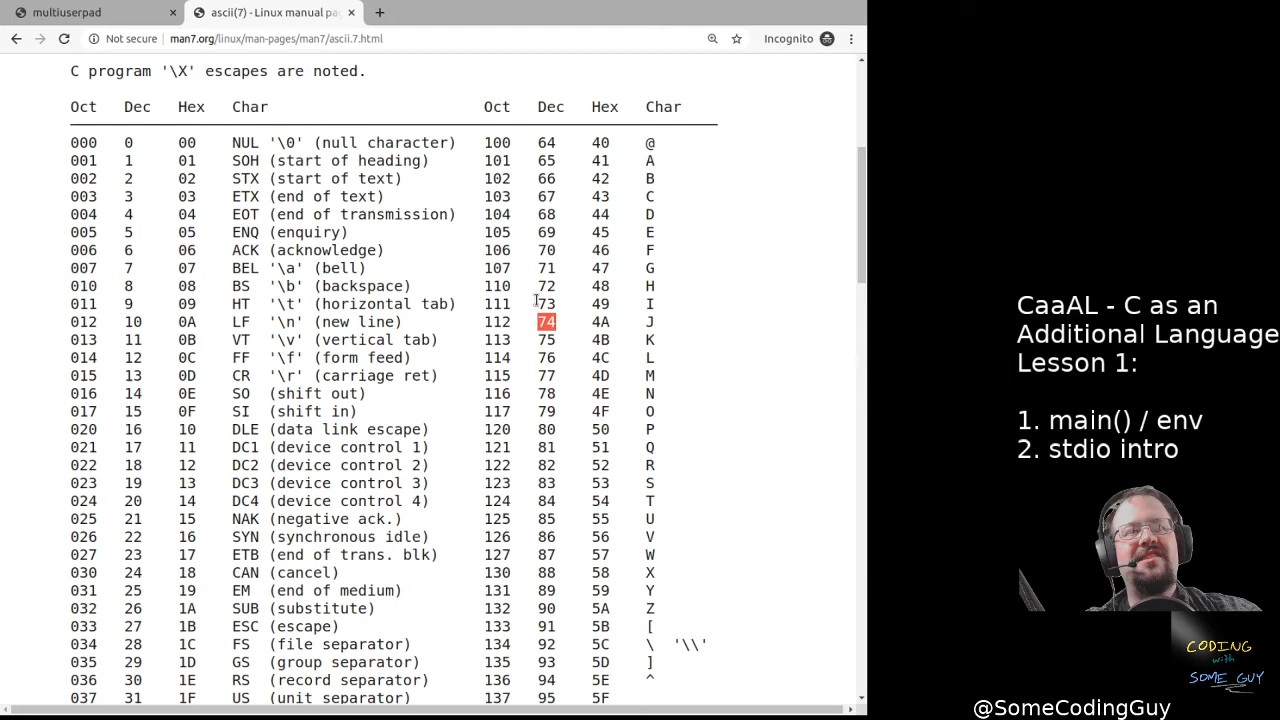 multiuserpad
ascii(7) - Linux manual pa
Not secure
man7.org/linux/man-pages/man7/ascii.7.html
Incognito
C program '\X' escapes are noted.
Oct Dec Hex Char Oct Dec Hex Char
000 0 00 NUL '\0' (null character) 100 64 40 @
001 1 01 SOH (start of heading) 101 65 41 A
002 2 02 STX (start of text) 102 66 42 B
003 3 03 ETX (end of text) 103 67 43 C
004 4 04 EOT (end of transmission) 104 68 44 D
005 5 05 ENQ (enquiry) 105 69 45 E
006 6 06 ACK (acknowledge) 106 70 46 F
007 7 07 BEL '\a' (bell) 107 71 47 G
010 8 08 BS '\b' (backspace) 110 72 48 H
011 9 09 HT '\t' (horizontal tab) 111 73 49 I
012 10 0A LF '\n' (new line) 112 74 4A J
013 11 0B VT '\v' (vertical tab) 113 75 4B K
014 12 0C FF '\f' (form feed) 114 76 4C L
015 13 0D CR '\r' (carriage ret) 115 77 4D M
016 14 0E SO (shift out) 116 78 4E N
017 15 0F SI (shift in) 117 79 4F O
020 16 10 DLE (data link escape) 120 80 50 P
021 17 11 DC1 (device control 1) 121 81 51 Q
022 18 12 DC2 (device control 2) 122 82 52 R
023 19 13 DC3 (device control 3) 123 83 53 S
024 20 14 DC4 (device control 4) 124 84 54 T
025 21 15 NAK (negative ack.) 125 85 55 U
026 22 16 SYN (synchronous idle) 126 86 56 V
027 23 17 ETB (end of trans. blk) 127 87 57 W
030 24 18 CAN (cancel) 130 88 58 X
031 25 19 EM (end of medium) 131 89 59 Y
032 26 1A SUB (substitute) 132 90 5A Z
033 27 1B ESC (escape) 133 91 5B [
034 28 1C FS (file separator) 134 92 5C \ '\\'
035 29 1D GS (group separator) 135 93 5D ]
036 30 1E RS (record separator) 136 94 5E ^
037 31 1F US (unit separator) 137 95 5F
CaaAL - C as an
Additional Language
Lesson 1:
1. main() / env
2. stdio intro
CODING
with
SOME GUY
@SomeCodingGuy